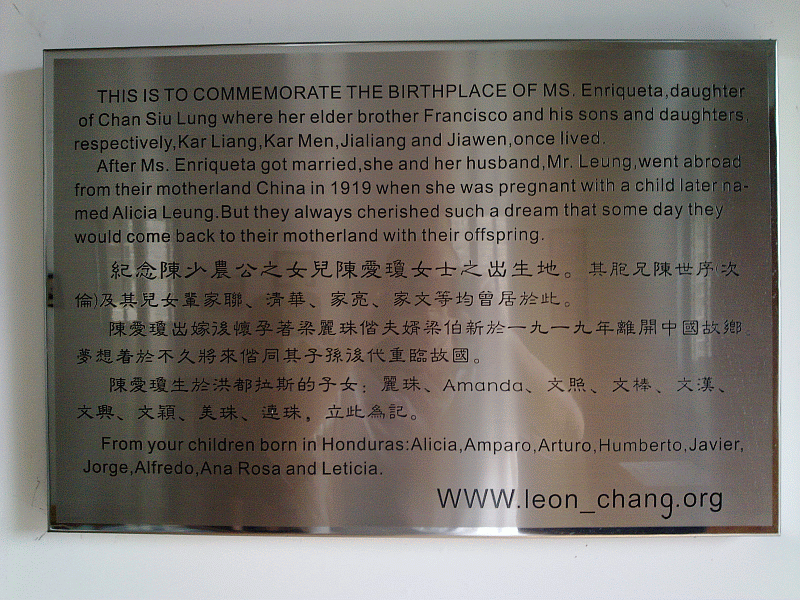 THIS IS TO COMMEMORATE THE BIRTHPLACE OF MS. Enriqueta,daughter
of Chan Siu Lung where her elder brother Francisco and his sons and daughters,
respectively,Kar Liang,Kar Men,Jialiang and Jiawen,once lived.
After Ms. Enriqueta got married,she and her husband,Mr. Leung,went abroad
from their motherland China in 1919 when she was pregnant with a child later na-
med Alicia Leung.But they always cherished such a dream that some day they
would come back to their motherland with their offspring.
紀念陳少農公之女兒陳愛瓊女士之出生地。其胞兄陳世序(次
倫)及其兒女輩家聯、清華、家亮、家文等均曾居於此。
陳愛瓊出嫁後懷孕著梁麗珠偕夫婿梁伯新於一九一九年離開中國故鄉.
夢想着於不久將來偕同其子孫後代重臨故國。
陳愛瓊生於洪都拉斯的子女：麗珠、Amanda、文照、文棒、文漢、
文興、文穎、美珠、遠珠，立此為記。
From your children born in Honduras:Alicia,Amparo,Arturo,Humberto,Javier,
Jorge,Alfredo,Ana Rosa and Leticia.
WWW.leon_chang.org